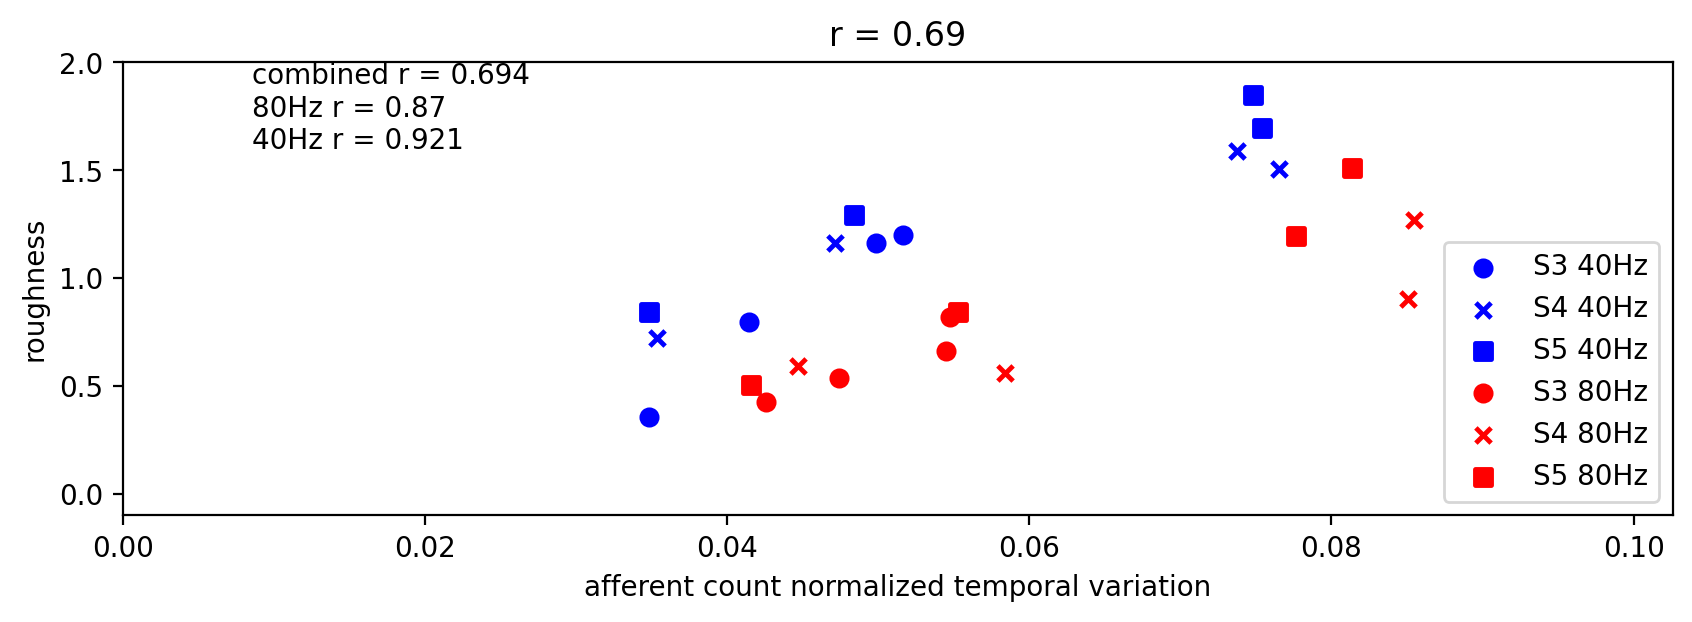 r = 0.69
combined r = 0.694
80Hz r = 0.87
40Hz r = 0.921
2.0
1.5
1.0
0.5
0.0
roughness
S3 40Hz
S4 40Hz
S5 40Hz
S3 80Hz
S4 80Hz
S5 80Hz
0.00 0.02 0.04 0.06 0.08 0.10
afferent count normalized temporal variation